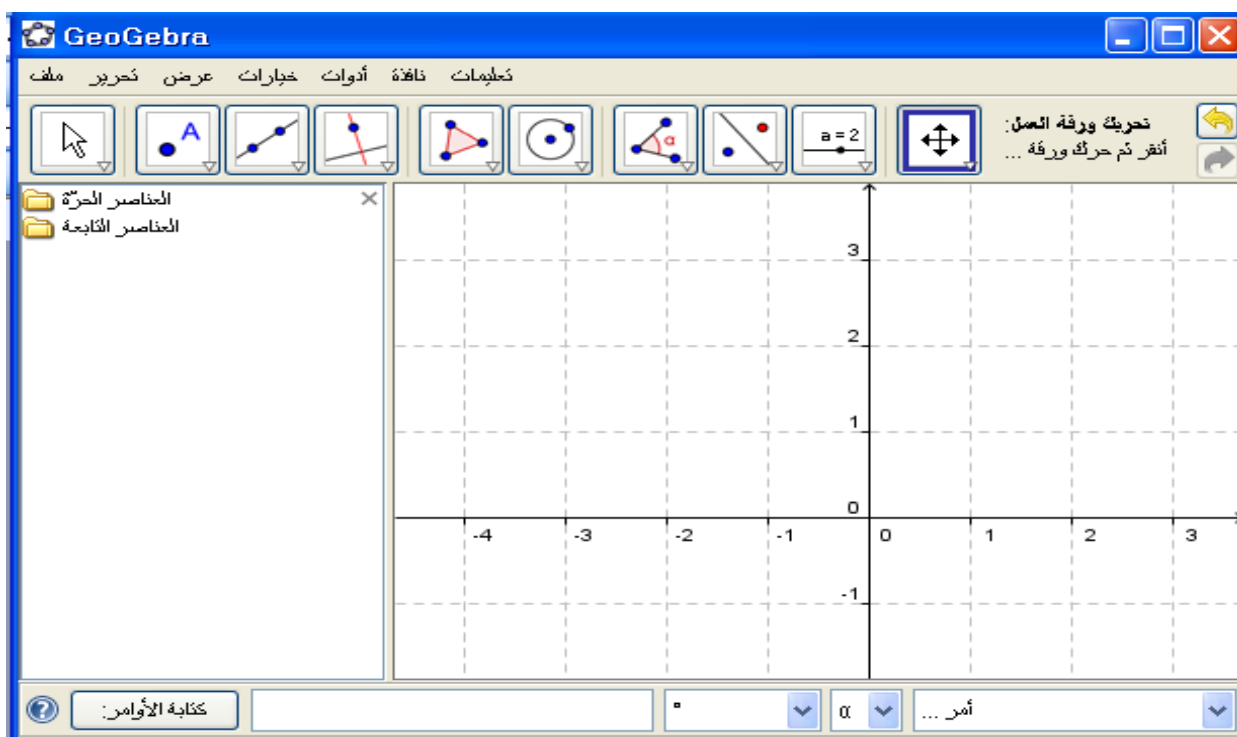 GeoGebra
ملف تحرير عرض خيارات أدوات نافذة تعليمات
A
α
a = 2
تحريك ورقة العمل:
أنقر ثم حرك ورقة ...
العناصر الحرّة
العناصر التابعة
3
2
1
0
-4 -3 -2 -1 0 1 2 3
-1
كتابة الأوامر:
° α أمر ...